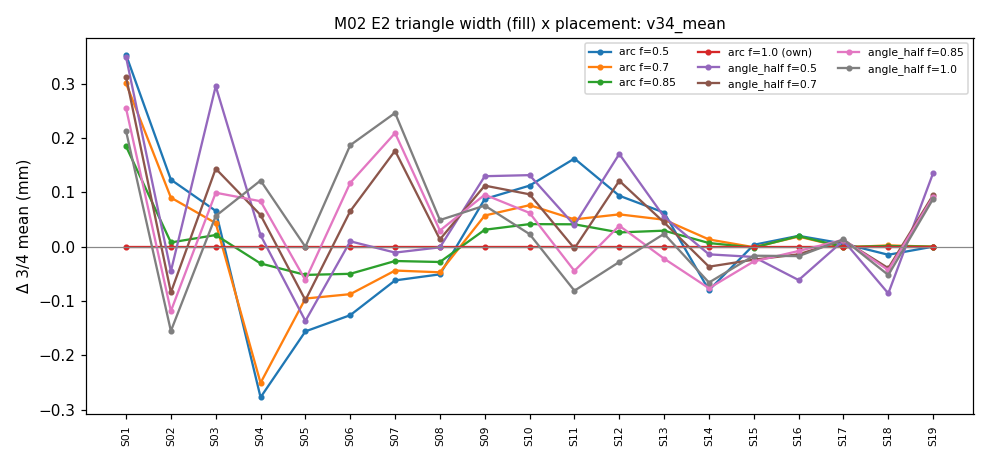 M02 E2 triangle width (fill) x placement: v34_mean
Δ 3/4 mean (mm)
0.3
0.2
0.1
0.0
−0.1
−0.2
−0.3
arc f=0.5
arc f=0.7
arc f=0.85
arc f=1.0 (own)
angle_half f=0.5
angle_half f=0.7
angle_half f=0.85
angle_half f=1.0
S01 S02 S03 S04 S05 S06 S07 S08 S09 S10 S11 S12 S13 S14 S15 S16 S17 S18 S19